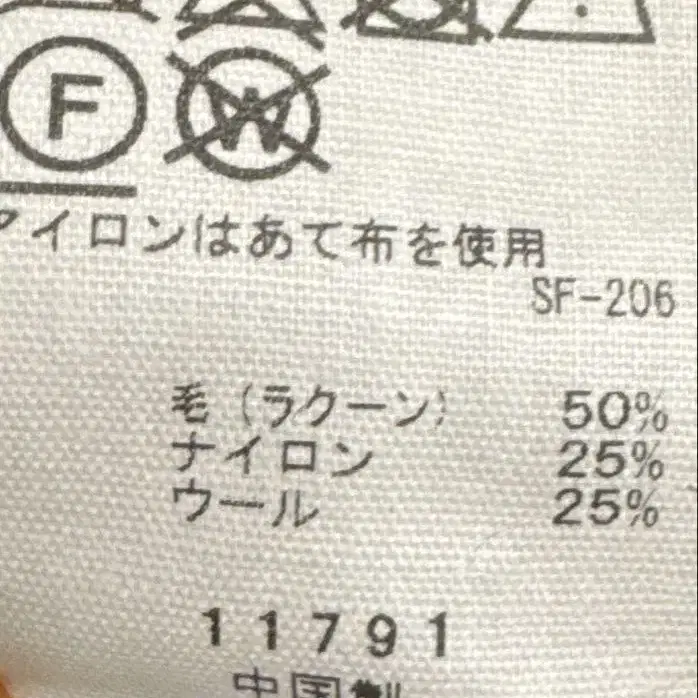 F W
アイロンはあて布を使用
SF-206
毛(ラクーン) 50%
ナイロン 25%
ウール 25%
11791
中国製